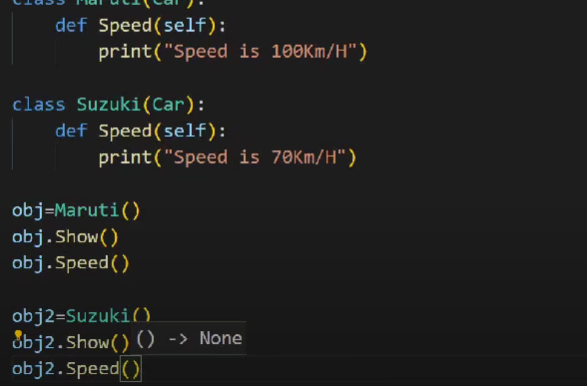 class Maruti(Car):
    def Speed(self):
        print("Speed is 100Km/H")
class Suzuki(Car):
    def Speed(self):
        print("Speed is 70Km/H")
obj=Maruti()
obj.Show()
obj.Speed()
obj2=Suzuki()
obj2.Show() () -> None
obj2.Speed()